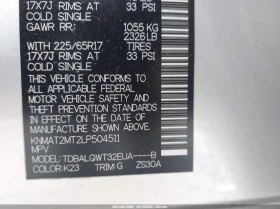 17X7J RIMS AT 33 PSI
COLD SINGLE
GAWR RR: 1055 KG
2326 LB
WITH 225/65R17 TIRES
17X7J RIMS AT 33 PSI
COLD SINGLE
THIS VEHICLE CONFORMS TO ALL
APPLICABLE FEDERAL MOTOR VEHICLE
SAFETY, BUMPER, AND THEFT
PREVENTION STANDARDS IN EFFECT
ON THE DATE OF MANUFACTURE
SHOWN ABOVE
KNMAT2MT2LP504511
MPV
MODEL: TDBALGWT32EUA----B
COLOR: K23 TRIM: G ZS30A